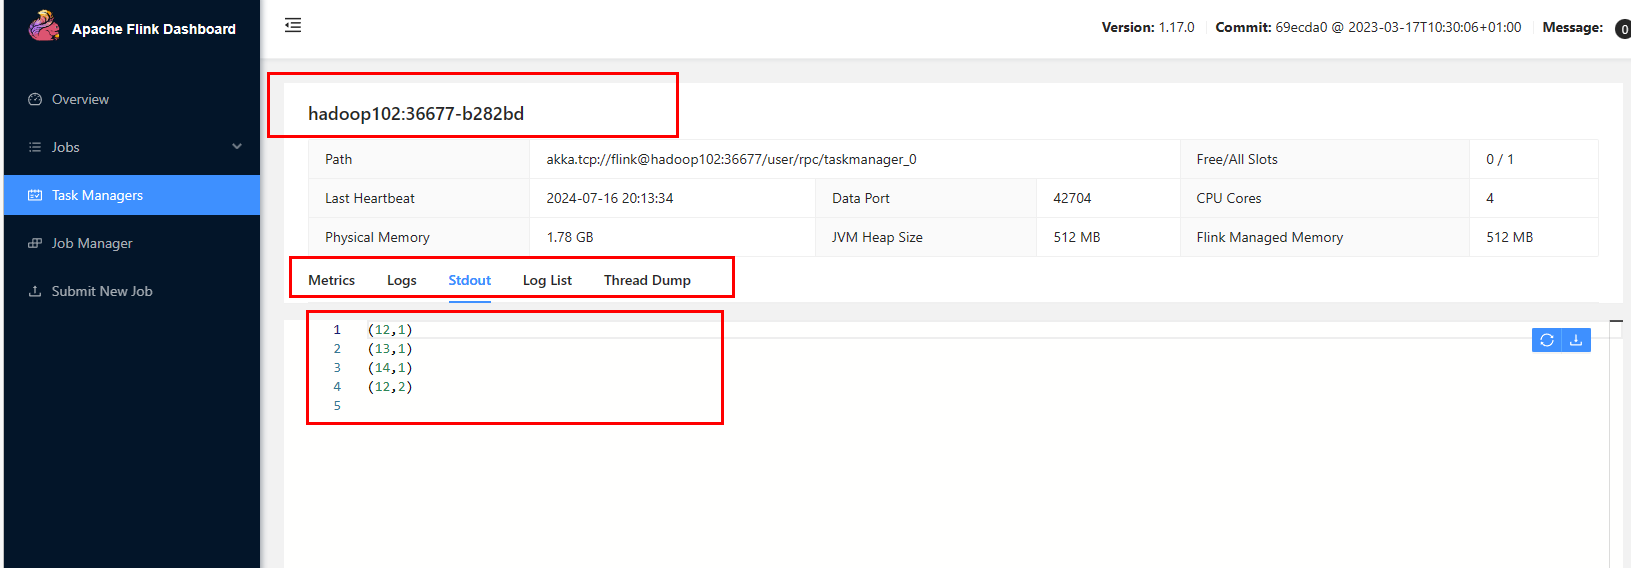 Apache Flink Dashboard
Version: 1.17.0 Commit: 69ecda0 @ 2023-03-17T10:30:06+01:00 Message: 0
Overview
Jobs
Task Managers
Job Manager
Submit New Job
hadoop102:36677-b282bd
Path akka.tcp://flink@hadoop102:36677/user/rpc/taskmanager_0 Free/All Slots 0 / 1
Last Heartbeat 2024-07-16 20:13:34 Data Port 42704 CPU Cores 4
Physical Memory 1.78 GB JVM Heap Size 512 MB Flink Managed Memory 512 MB
Metrics Logs Stdout Log List Thread Dump
1 (12,1)
2 (13,1)
3 (14,1)
4 (12,2)
5